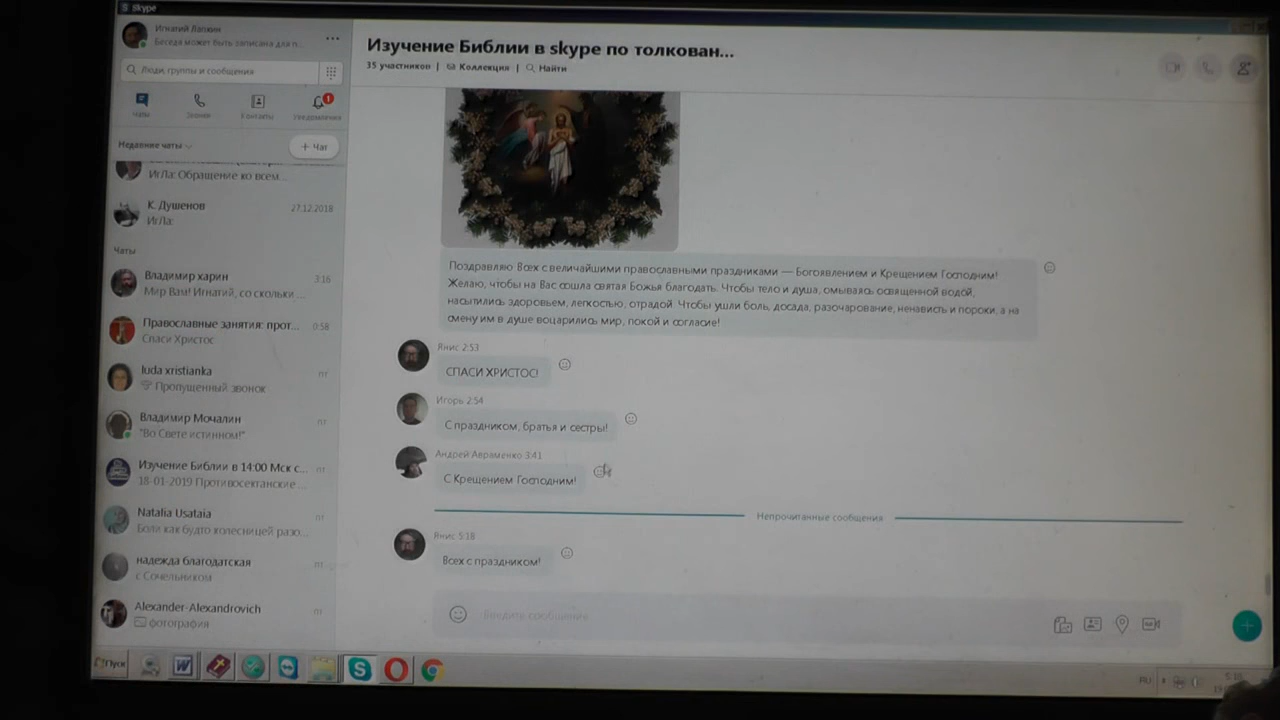 Skype
Игнатий Лапкин
Беседа может быть записана для п...
Люди, группы и сообщения
Чаты
Звонки
Контакты
Уведомления
1
Недавние чаты
+ Чат
ИгЛа: Обращение ко всем...
К. Душенов
27.12.2018
ИгЛа:
Чаты
Владимир харин
3:16
Мир Вам! Игнатий, со скольки ...
Православные занятия: прот...
0:58
Спаси Христос
luda xristianka
пт
Пропущенный звонок
Владимир Мочалин
пт
"Во Свете истинном!"
Изучение Библии в 14:00 Мск с...
пт
18-01-2019 Противосектанские ...
Natalia Usataia
пт
Боли как будто колесницей разо...
надежда благодатская
пт
с Сочельником
Alexander-Alexandrovich
пт
фотография
Изучение Библии в skype по толкован...
35 участников | Коллекция | Найти
Поздравляю Всех с величайшими православными праздниками — Богоявлением и Крещением Господним!
Желаю, чтобы на Вас сошла святая Божья благодать. Чтобы тело и душа, омываясь освященной водой,
насытились здоровьем, легкостью, отрадой. Чтобы ушли боль, досада, разочарование, ненависть и пороки, а на
смену им в душе воцарились мир, покой и согласие!
Янис 2:53
СПАСИ ХРИСТОС!
Игорь 2:54
С праздником, братья и сестры!
Андрей Авраменко 3:41
С Крещением Господним!
Непрочитанные сообщения
Янис 5:18
Всех с праздником!
Введите сообщение
Пуск
RU